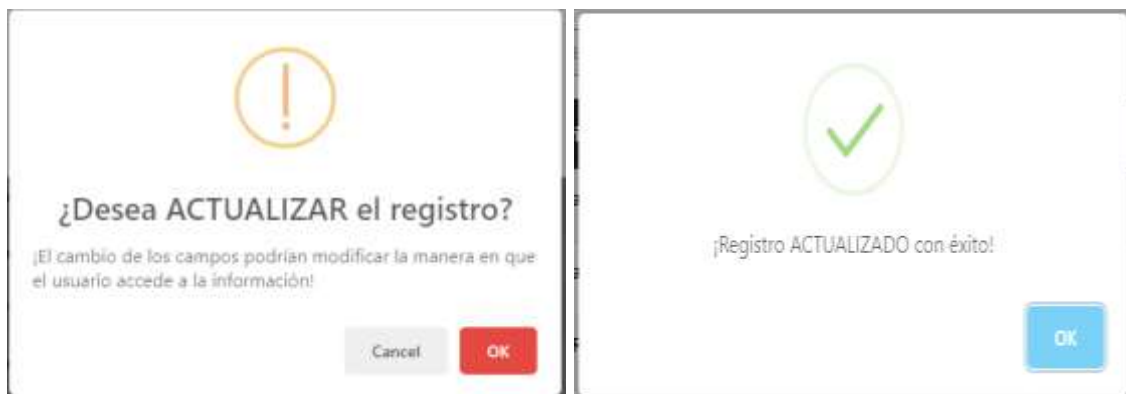 ¿Desea ACTUALIZAR el registro?
¡El cambio de los campos podrían modificar la manera en que
el usuario accede a la información!
Cancel
OK
¡Registro ACTUALIZADO con éxito!
OK